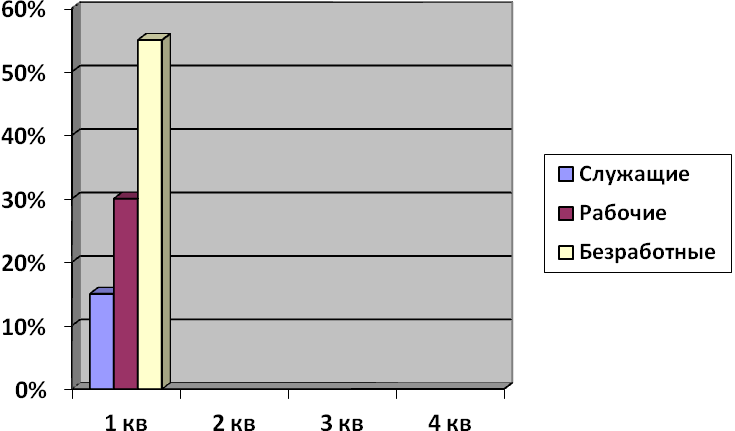 60%
50%
40%
30%
20%
10%
0%
1 кв 2 кв 3 кв 4 кв
Служащие
Рабочие
Безработные